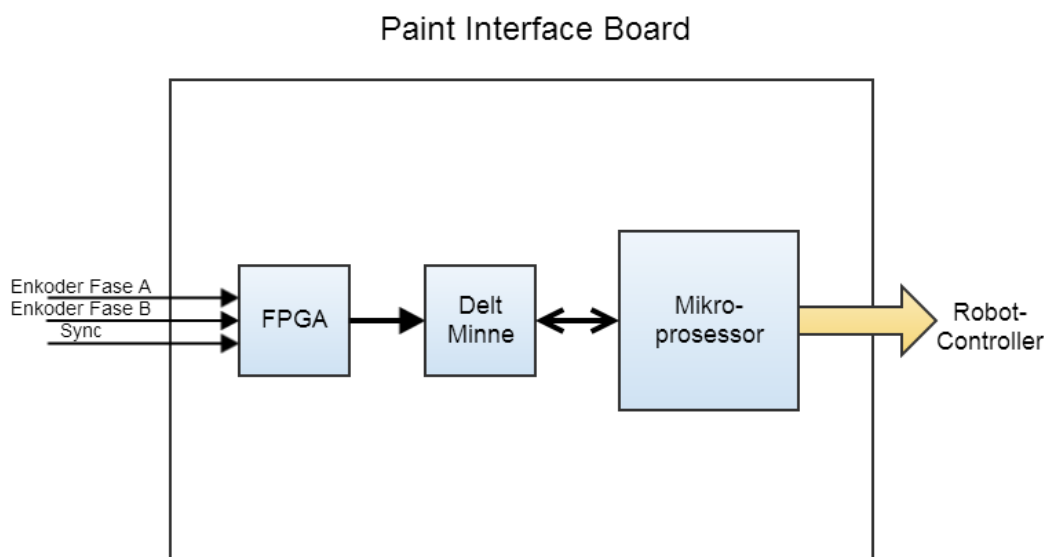 Paint Interface Board
Enkoder Fase A
Enkoder Fase B
Sync
FPGA
Delt
Minne
Mikro-
prosessor
Robot-
Controller